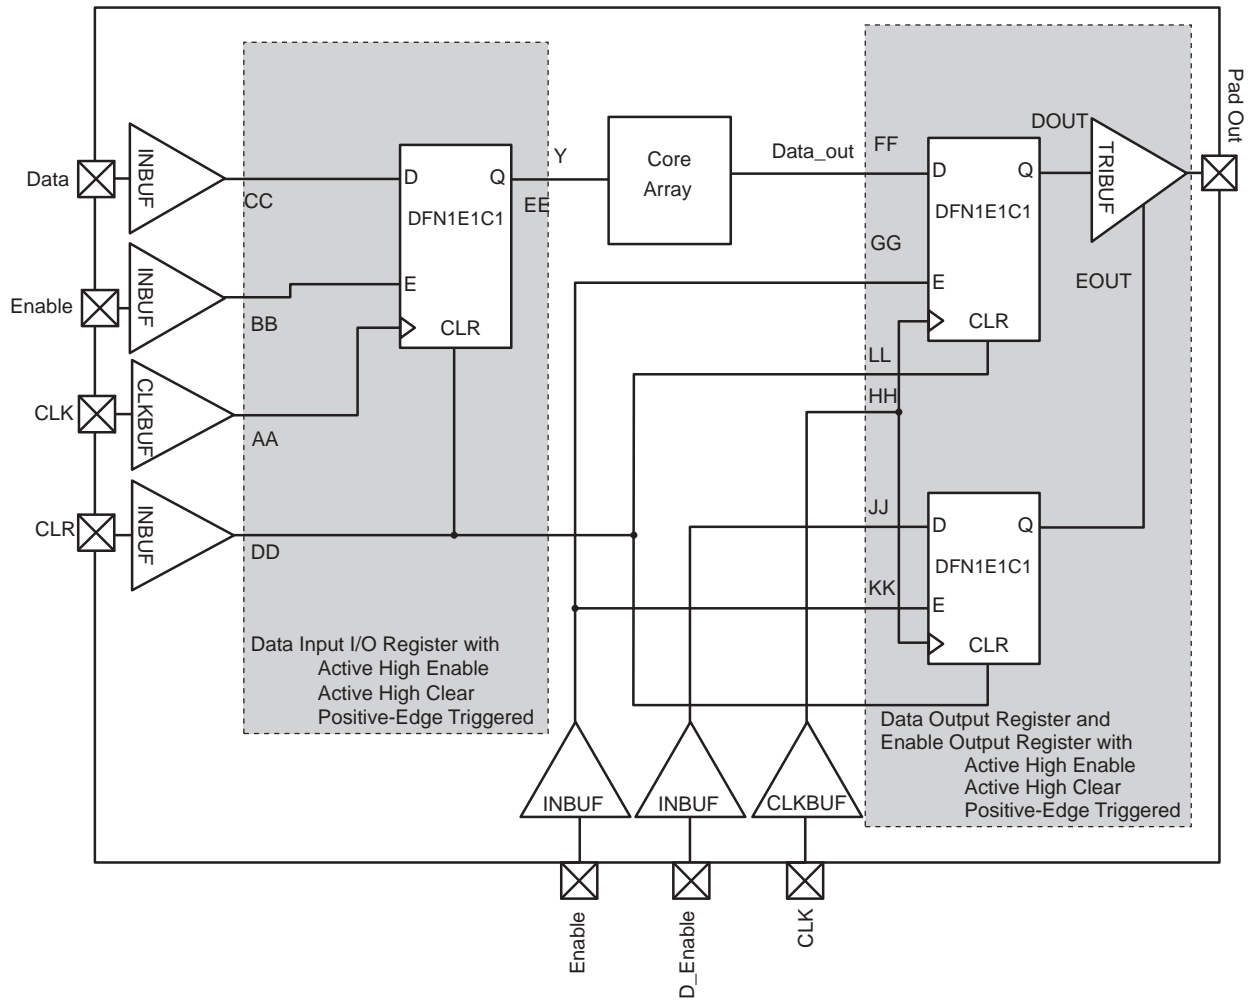 Data
INBUF
CC
D
Q
DFN1E1C1
E
CLR
Y
EE
Core
Array
Data_out
FF
D
Q
DFN1E1C1
GG
E
CLR
DOUT
TRIBUF
EOUT
Pad Out
Enable
INBUF
BB
CLK
CLKBUF
AA
CLR
INBUF
DD
LL
HH
JJ
D
Q
DFN1E1C1
KK
E
CLR
Data Input I/O Register with
Active High Enable
Active High Clear
Positive-Edge Triggered
Data Output Register and
Enable Output Register with
Active High Enable
Active High Clear
Positive-Edge Triggered
INBUF
INBUF
CLKBUF
Enable
D_Enable
CLK